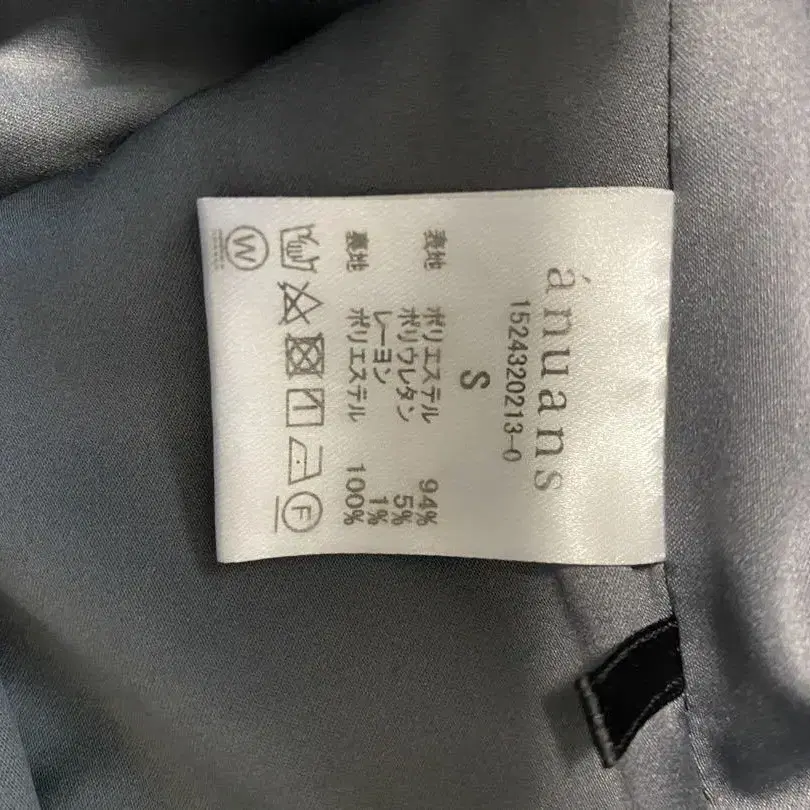 ánuans
1524320213-0
S
表地 ポリエステル 94%
ポリウレタン 5%
レーヨン 1%
裏地 ポリエステル 100%
W
F